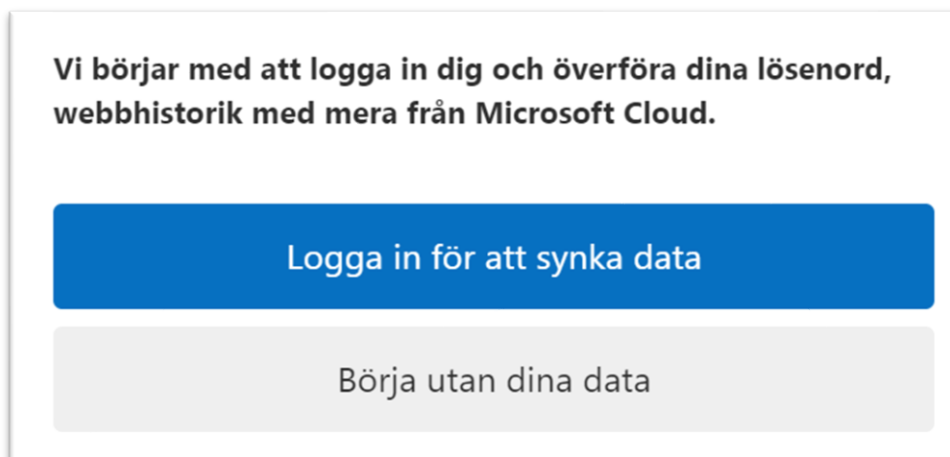 Vi börjar med att logga in dig och överföra dina lösenord,
webbhistorik med mera från Microsoft Cloud.
Logga in för att synka data
Börja utan dina data